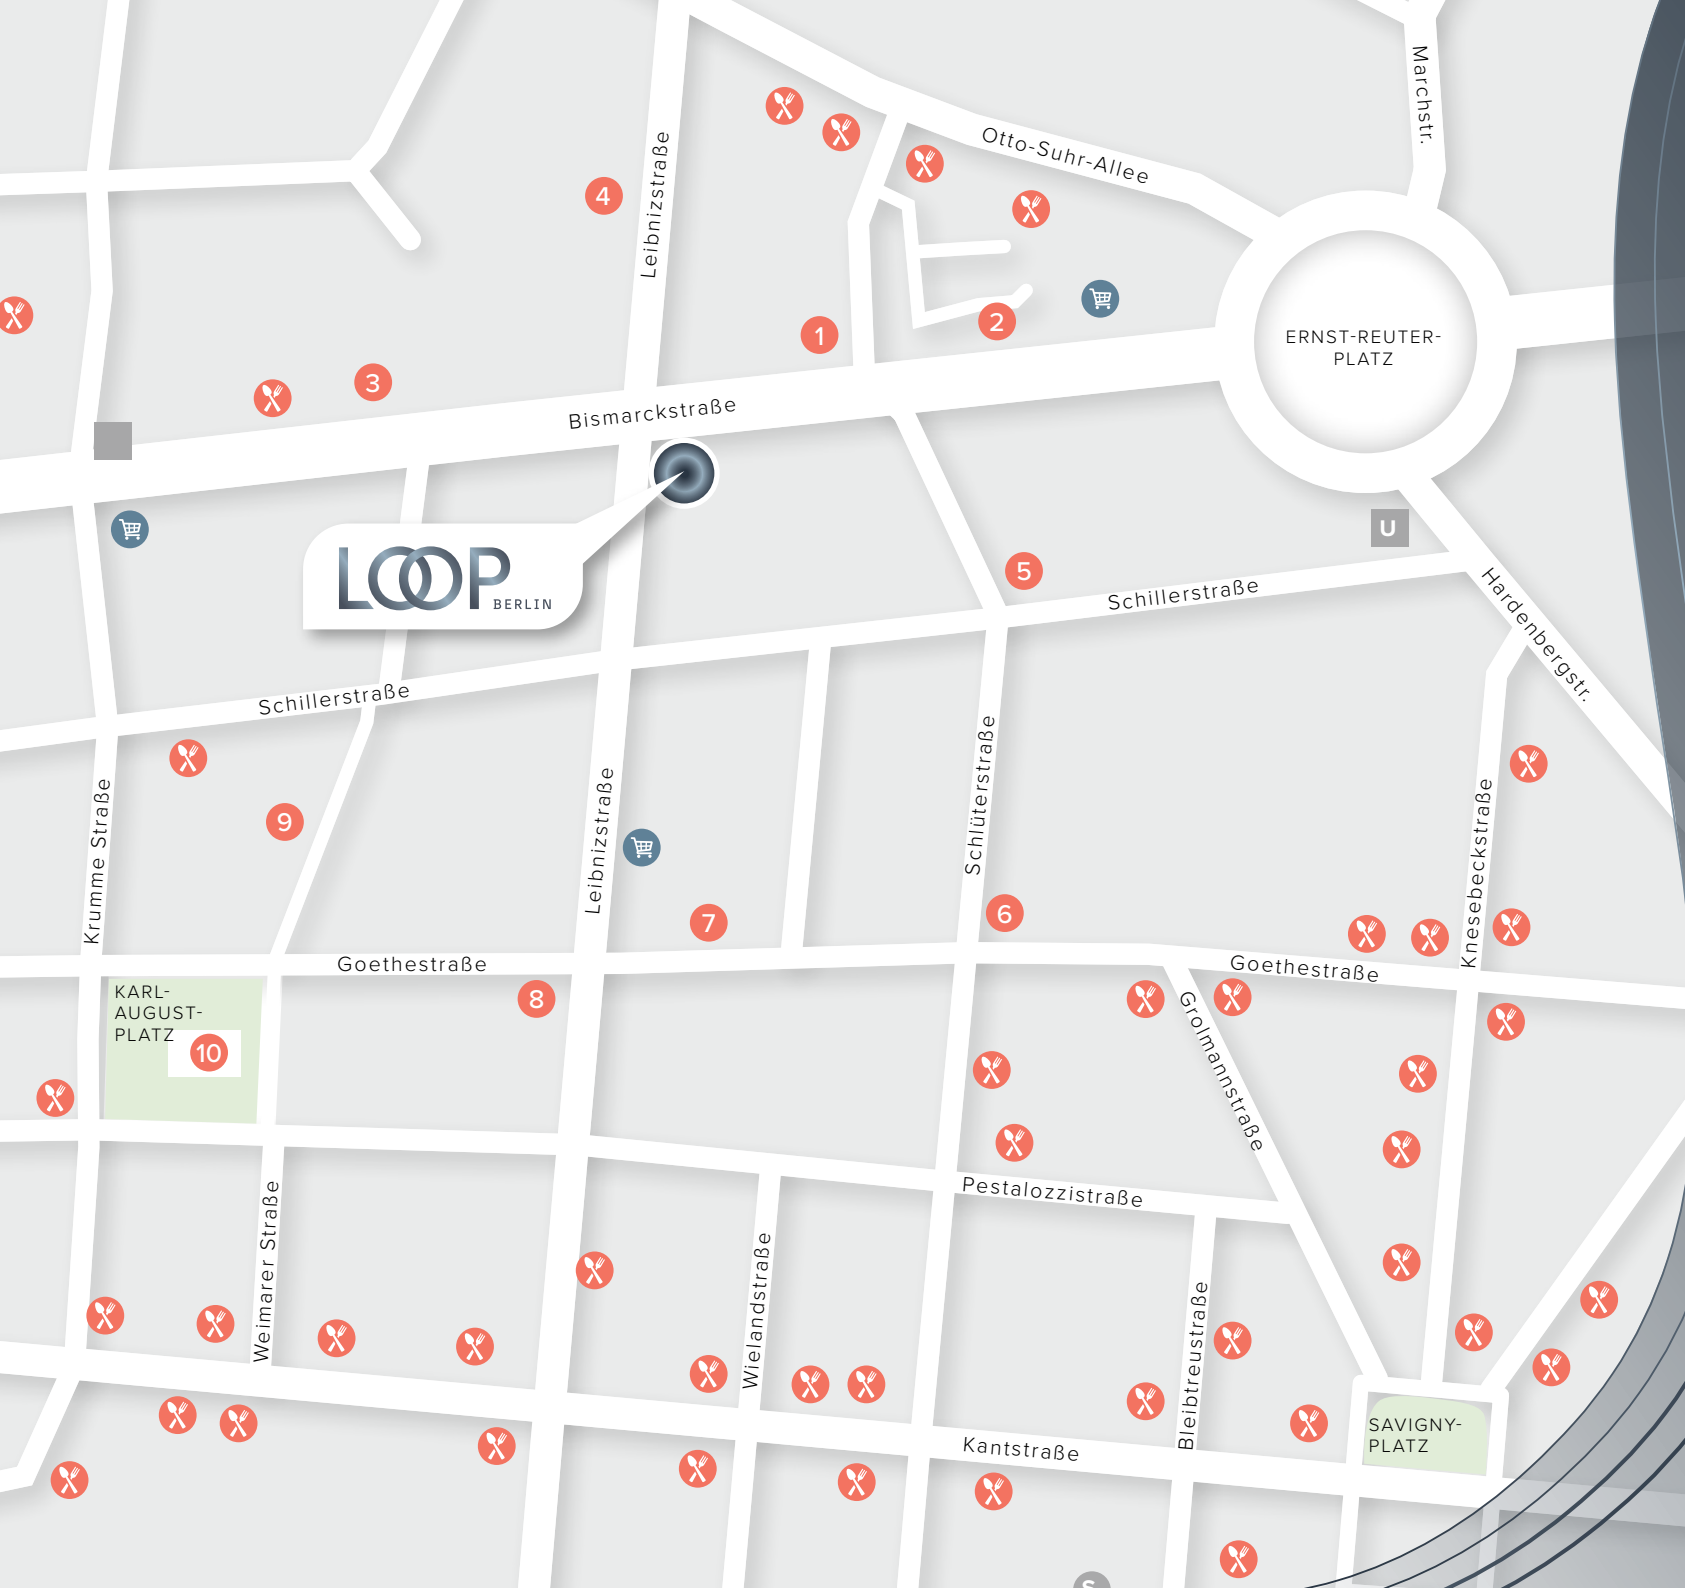 Marchstr.
Otto-Suhr-Allee
Leibnizstraße
4
1
2
ERNST-REUTER-
PLATZ
3
Bismarckstraße
U
LOOP
BERLIN
5
Schillerstraße
Hardenbergstr.
Schillerstraße
Schlüterstraße
Krumme Straße
9
Leibnizstraße
Knesebeckstraße
7
6
Goethestraße
Goethestraße
KARL-
AUGUST-
PLATZ
10
8
Grolmannstraße
Pestalozzistraße
Weimarer Straße
Wielandstraße
Bleibtreustraße
SAVIGNY-
PLATZ
Kantstraße
S